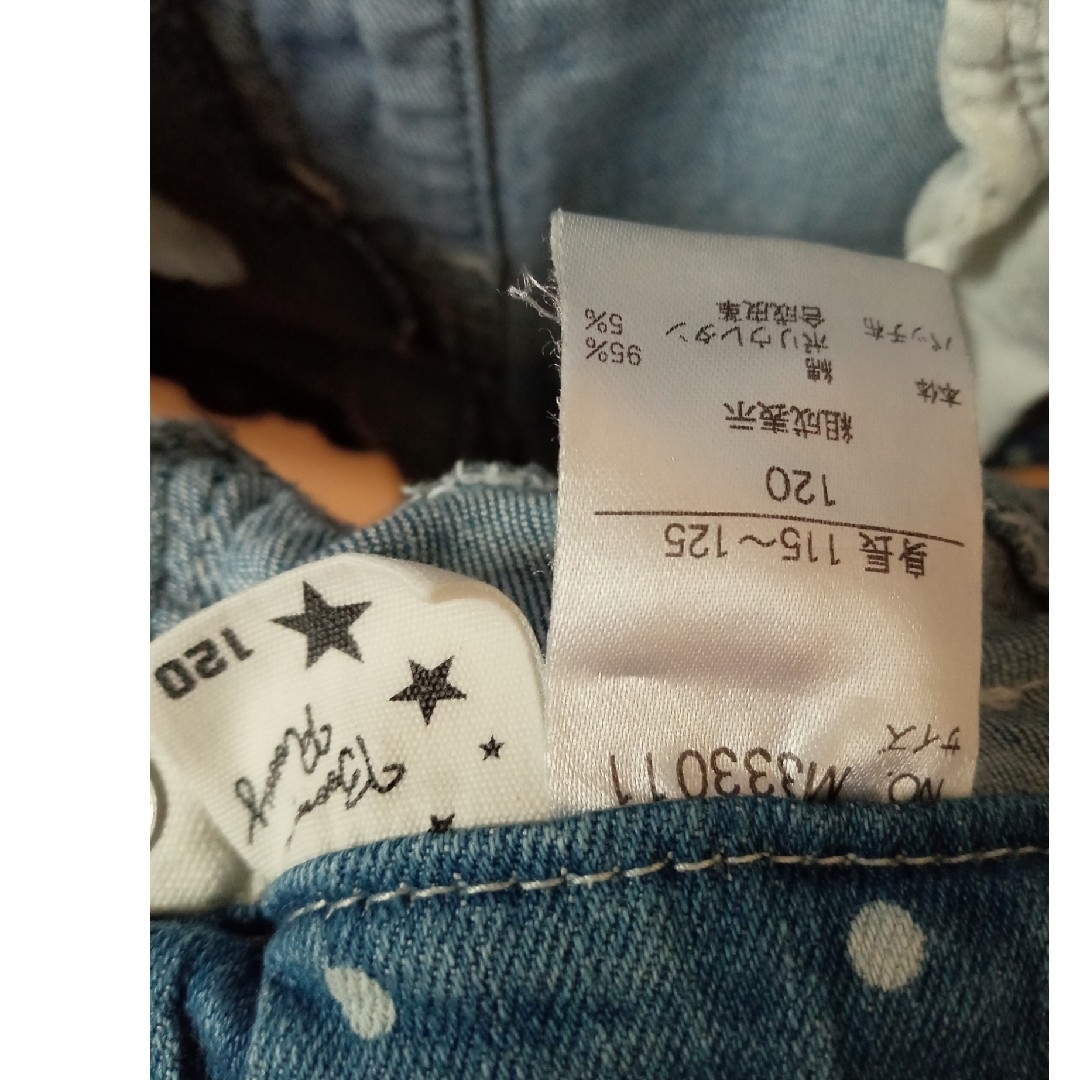 NO. M333011
サイズ
身長 115～125
120
組成表示
本体 綿 95%
ポリウレタン 5%
パッチ布 合成皮革
120